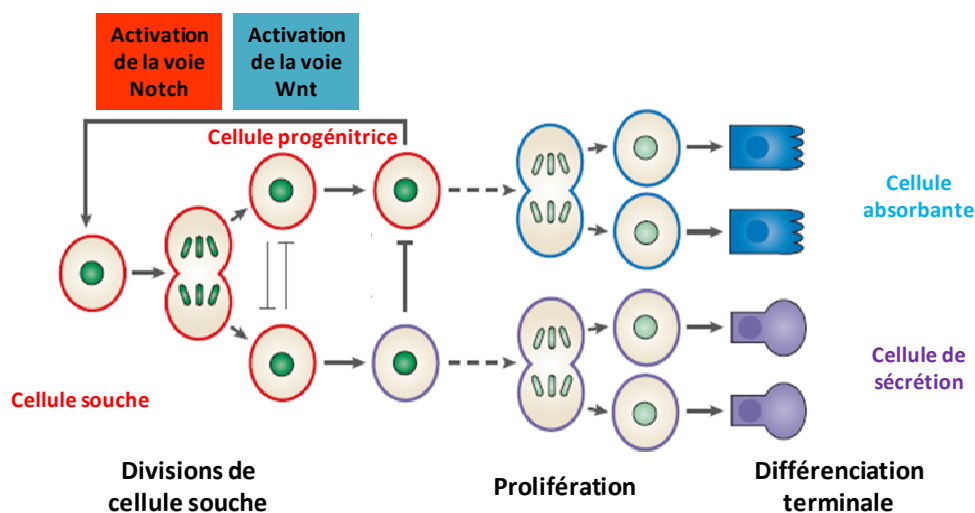 Activation
de la voie
Notch
Activation
de la voie
Wnt
Cellule progénitrice
Cellule
absorbante
Cellule souche
Cellule de
sécrétion
Divisions de
cellule souche
Prolifération
Différenciation
terminale